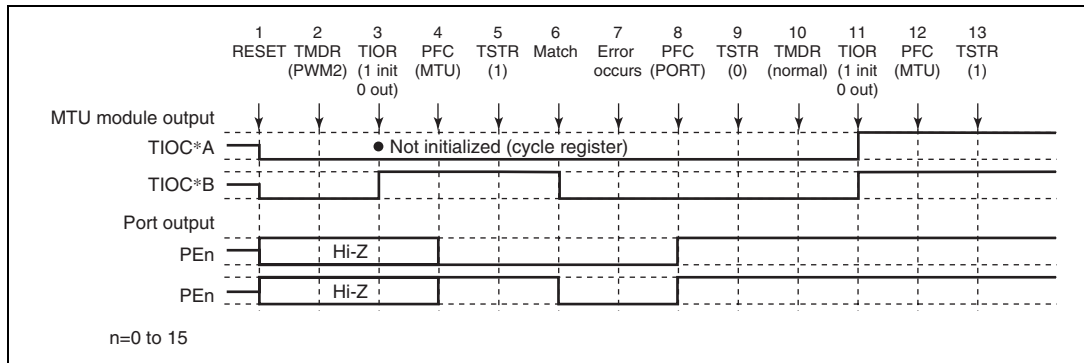 1 2 3 4 5 6 7 8 9 10 11 12 13
RESET TMDR TIOR PFC TSTR Match Error PFC TSTR TMDR TIOR PFC TSTR
(PWM2) (1 init (MTU) (1) occurs (PORT) (0) (normal) (1 init (MTU) (1)
0 out) 0 out)
MTU module output
TIOC*A ● Not initialized (cycle register)
TIOC*B
Port output
PEn Hi-Z
PEn Hi-Z
n=0 to 15